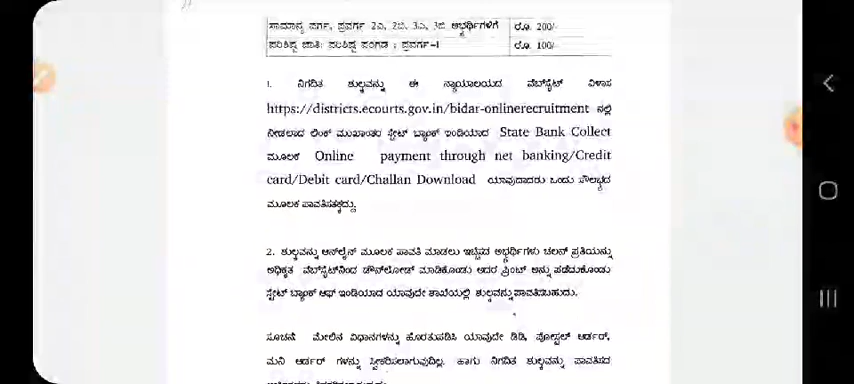 ಸಾಮಾನ್ಯ ವರ್ಗ, ಪ್ರವರ್ಗ 2ಎ, 2ಬಿ, 3ಎ, 3ಬಿ ಅಭ್ಯರ್ಥಿಗಳಿಗೆ ರೂ. 200/-
ಪರಿಶಿಷ್ಟ ಜಾತಿ: ಪರಿಶಿಷ್ಟ ಪಂಗಡ ; ಪ್ರವರ್ಗ-I ರೂ. 100/-
1. ನಿಗದಿತ ಶುಲ್ಕವನ್ನು ಈ ನ್ಯಾಯಾಲಯದ ವೆಬ್‌ಸೈಟ್ ವಿಳಾಸ
https://districts.ecourts.gov.in/bidar-onlinerecruitment ನಲ್ಲಿ
ನೀಡಲಾದ ಲಿಂಕ್ ಮುಖಾಂತರ ಸ್ಟೇಟ್ ಬ್ಯಾಂಕ್ ಇಂಡಿಯಾದ State Bank Collect
ಮೂಲಕ Online payment through net banking/Credit
card/Debit card/Challan Download ಯಾವುದಾದರು ಒಂದು ಸೌಲಭ್ಯದ
ಮೂಲಕ ಪಾವತಿಸತಕ್ಕದ್ದು.
2. ಶುಲ್ಕವನ್ನು ಆನ್‌ಲೈನ್ ಮೂಲಕ ಪಾವತಿ ಮಾಡಲು ಇಚ್ಛಿಸದ ಅಭ್ಯರ್ಥಿಗಳು ಚಲನ್ ಪ್ರತಿಯನ್ನು
ಅಧಿಕೃತ ವೆಬ್‌ಸೈಟ್‌ನಿಂದ ಡೌನ್‌ಲೋಡ್ ಮಾಡಿಕೊಂಡು ಅದರ ಪ್ರಿಂಟ್ ಅನ್ನು ಪಡೆದುಕೊಂಡು
ಸ್ಟೇಟ್ ಬ್ಯಾಂಕ್ ಆಫ್ ಇಂಡಿಯಾದ ಯಾವುದೇ ಶಾಖೆಯಲ್ಲಿ ಶುಲ್ಕವನ್ನು ಪಾವತಿಸಬಹುದು.
ಸೂಚನೆ ಮೇಲಿನ ವಿಧಾನಗಳನ್ನು ಹೊರತುಪಡಿಸಿ ಯಾವುದೇ ಡಿಡಿ, ಪೋಸ್ಟಲ್ ಆರ್ಡರ್,
ಮನಿ ಆರ್ಡರ್ ಗಳನ್ನು ಸ್ವೀಕರಿಸಲಾಗುವುದಿಲ್ಲ. ಹಾಗು ನಿಗದಿತ ಶುಲ್ಕವನ್ನು ಪಾವತಿಸದ